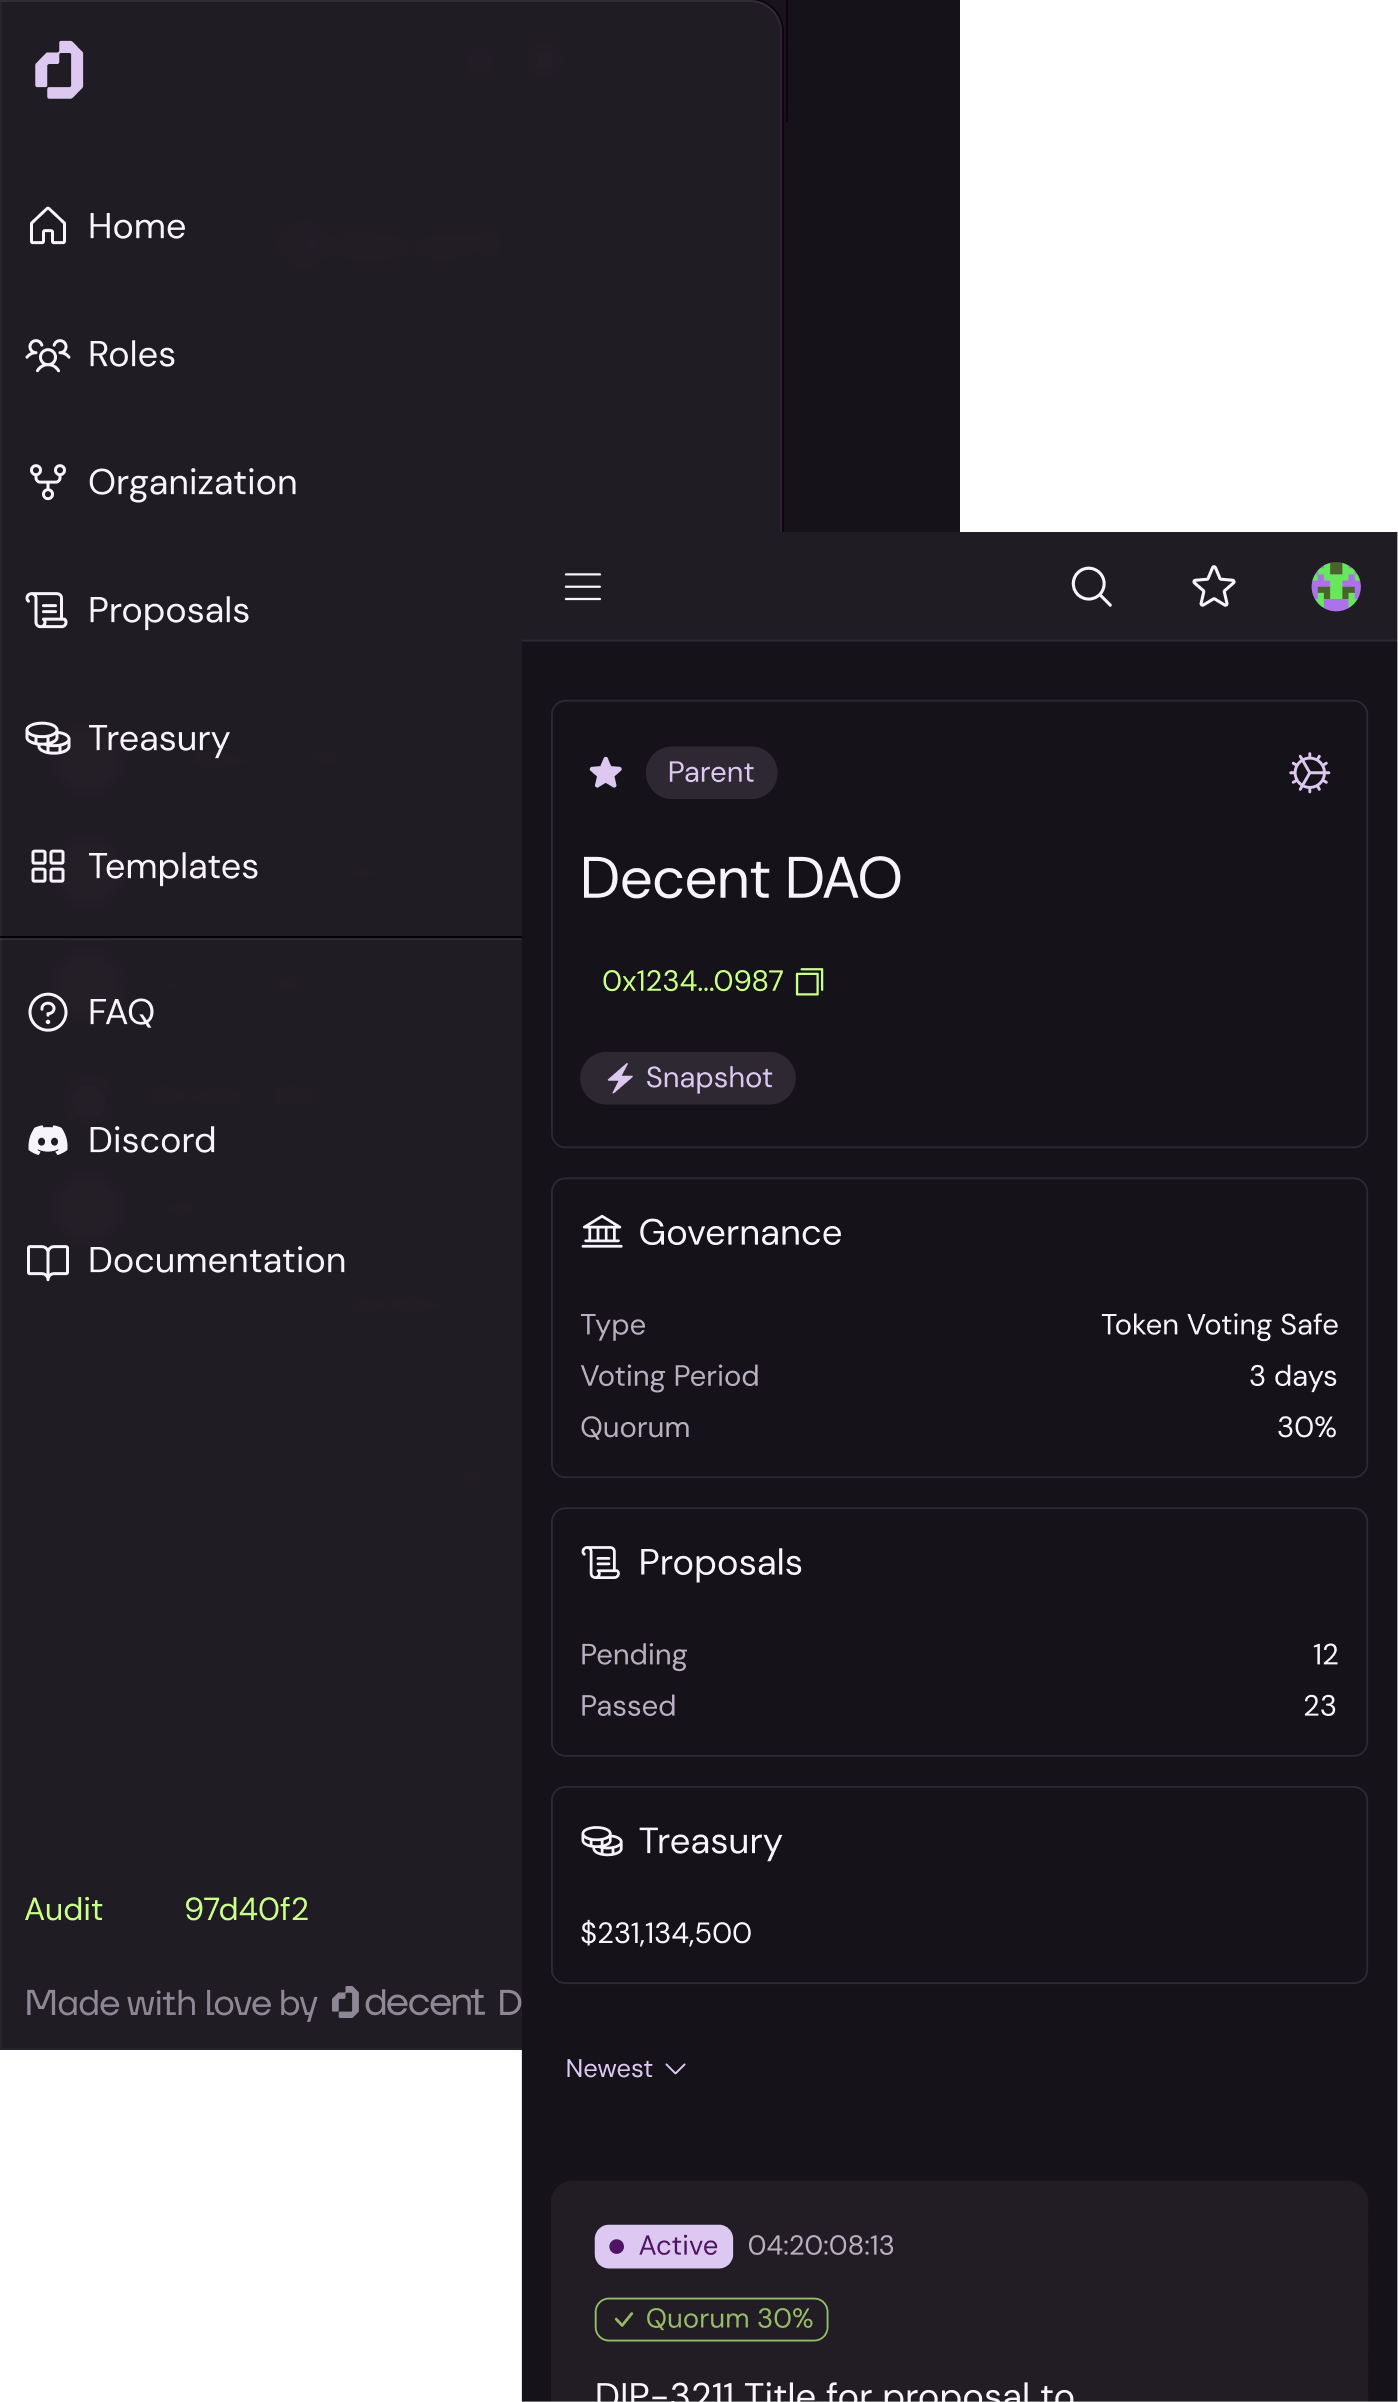 Home
Roles
Organization
Proposals
Treasury
Templates
FAQ
Discord
Documentation
Audit 97d40f2
Made with love by decent D
Parent
Decent DAO
0x1234...0987
Snapshot
Governance
Type Token Voting Safe
Voting Period 3 days
Quorum 30%
Proposals
Pending 12
Passed 23
Treasury
$231,134,500
Newest
Active 04:20:08:13
Quorum 30%
DIP-3211 Title for proposal to